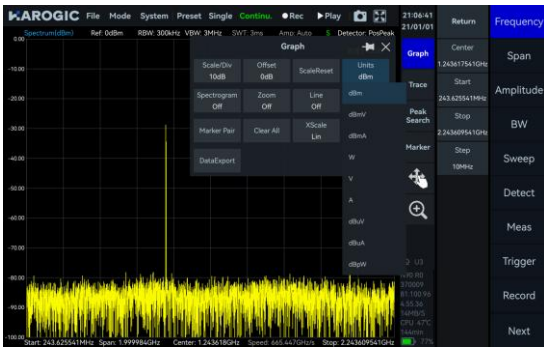 HAROGIC File Mode System Preset Single Continu. Rec Play 21:06:41 21/01/01
Spectrum(dBm) Ref: 0dBm RBW: 300kHz VBW: 3MHz SWT: 3ms Amp: Auto S Detector: PosPeak
Graph
Scale/Div Offset ScaleReset Units
10dB 0dB dBm
Spectrogram Zoom Line
Off Off Off
Marker Pair Clear All XScale
Lin
DataExport
dBm
dBmV
dBmA
W
V
A
dBuV
dBuA
dBpW
0.00
-10.00
-20.00
-30.00
-40.00
-60.00
-70.00
-80.00
-90.00
-100.00
Start: 243.625541MHz Span: 1.999984GHz Center: 1.243618GHz Speed: 665.447GHz/s Stop: 2.243609541GHz
Graph
Trace
Peak
Search
Marker
U3
370009
CPU 47°C
77%
Return
Center
1.243617541GHz
Start
243.625541MHz
Stop
2.243609541GHz
Step
10MHz
Frequency
Span
Amplitude
BW
Sweep
Detect
Meas
Trigger
Record
Next